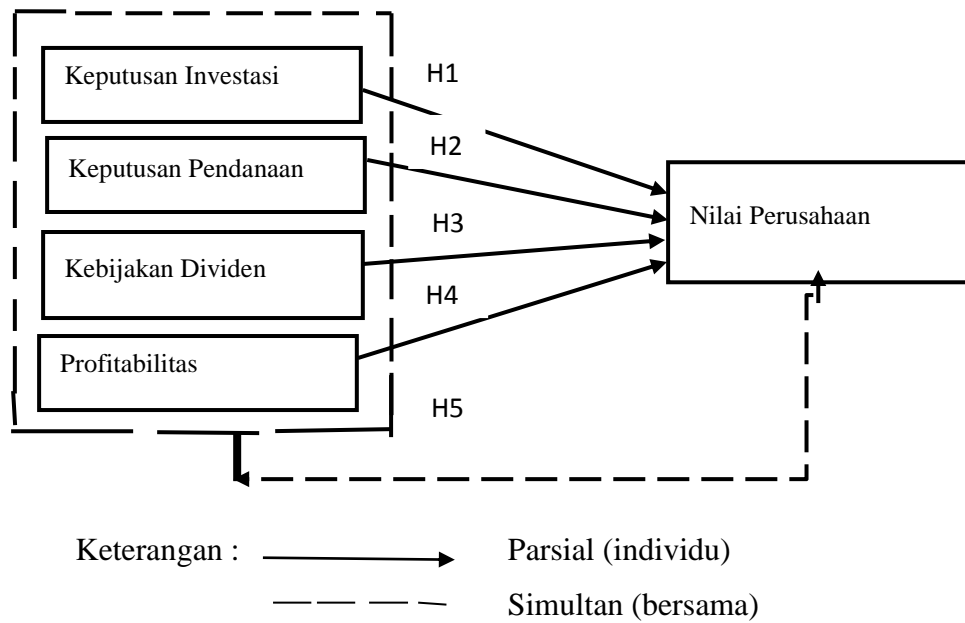 Keputusan Investasi
H1
Keputusan Pendanaan
H2
Nilai Perusahaan
Kebijakan Dividen
H3
H4
Profitabilitas
H5
Keterangan :
Parsial (individu)
Simultan (bersama)